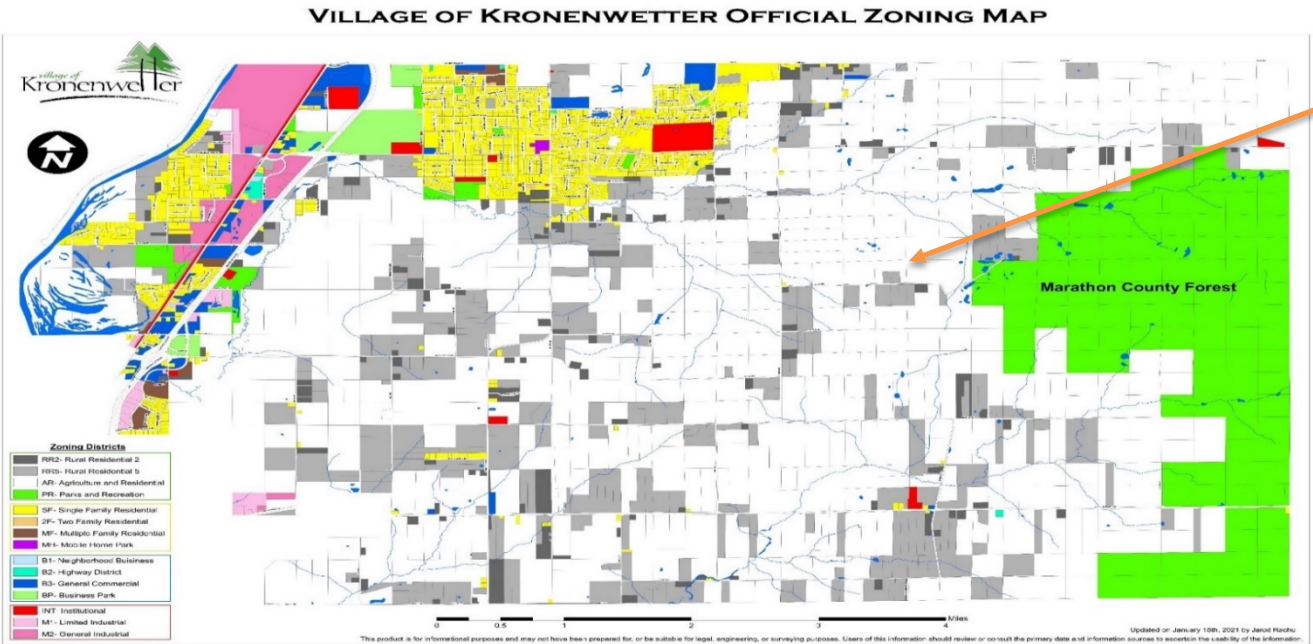 VILLAGE OF KRONENWETTER OFFICIAL ZONING MAP
village of
Kronenwetter
N
Marathon County Forest
Zoning Districts
RR2- Rural Residential 2
RR5- Rural Residential 5
AR- Agriculture and Residential
PR- Parks and Recreation
SF- Single Family Residential
2F- Two Family Residential
MF- Multiple Family Residential
MH- Mobile Home Park
B1- Neighborhood Buisiness
B2- Highway District
B3- General Commercial
BP- Business Park
INT- Institutional
M1- Limited Industrial
M2- General Industrial
0 0.5 1 2 3 4
Miles
Updated on January 18th, 2021 by Jarod
This product is for informational purposes and may not have been prepared for, or be suitable for legal, engineering, or surveying purposes. Users of this information should review or consult the primary data and information sources to ascertain the usability of the information.